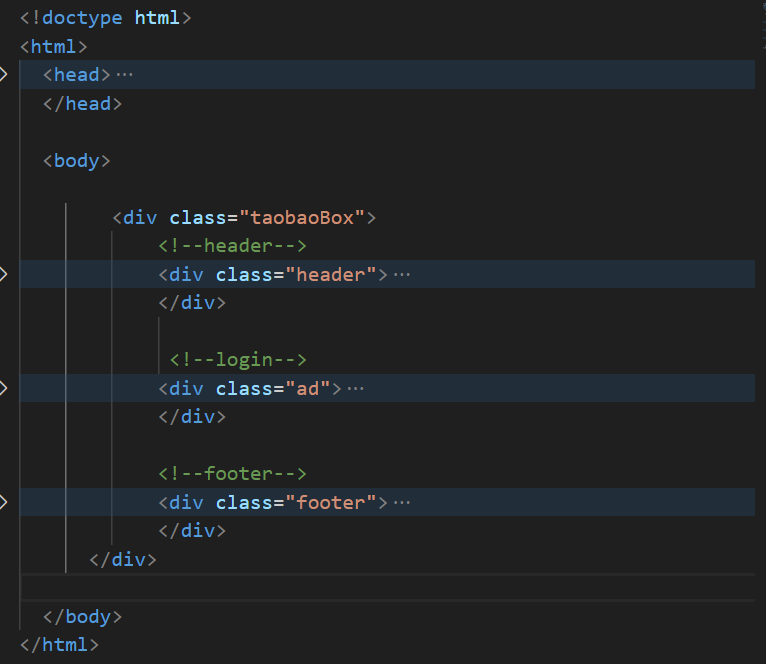 <!doctype html>
<html>
<head>···
</head>
<body>
<div class="taobaoBox">
<!--header-->
<div class="header">···
</div>
<!--login-->
<div class="ad">···
</div>
<!--footer-->
<div class="footer">···
</div>
</div>
</body>
</html>